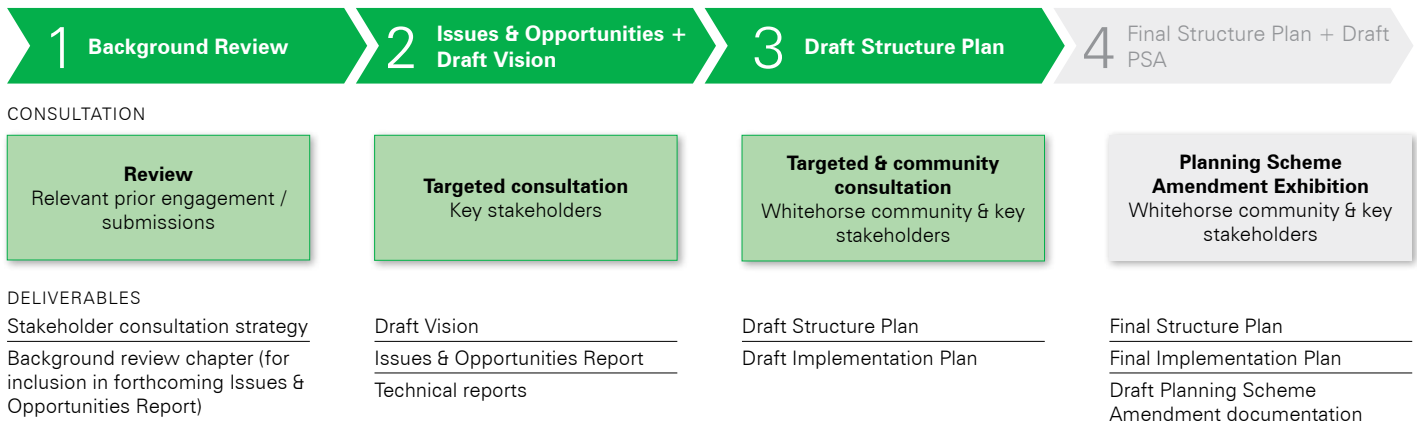 1 Background Review
2 Issues & Opportunities +
Draft Vision
3 Draft Structure Plan
4 Final Structure Plan + Draft
PSA
CONSULTATION
Review
Relevant prior engagement /
submissions
Targeted consultation
Key stakeholders
Targeted & community
consultation
Whitehorse community & key
stakeholders
Planning Scheme
Amendment Exhibition
Whitehorse community & key
stakeholders
DELIVERABLES
Stakeholder consultation strategy
Background review chapter (for
inclusion in forthcoming Issues &
Opportunities Report)
Draft Vision
Issues & Opportunities Report
Technical reports
Draft Structure Plan
Draft Implementation Plan
Final Structure Plan
Final Implementation Plan
Draft Planning Scheme
Amendment documentation